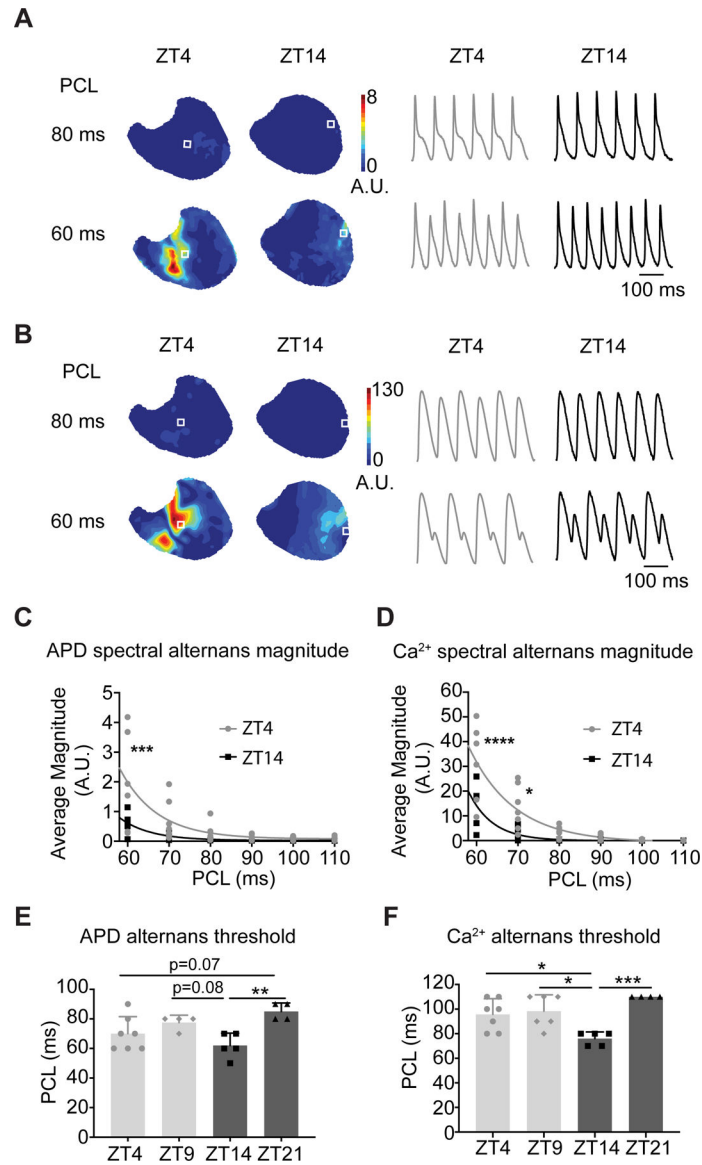 A
ZT4 ZT14 ZT4 ZT14
PCL
80 ms
8
0
A.U.
60 ms
100 ms
B
ZT4 ZT14 ZT4 ZT14
PCL
80 ms
130
0
A.U.
60 ms
100 ms
C
APD spectral alternans magnitude
Average Magnitude
(A.U.)
5
4
3
2
1
0
***
ZT4
ZT14
60 70 80 90 100 110
PCL (ms)
D
Ca²⁺ spectral alternans magnitude
Average Magnitude
(A.U.)
60
50
40
30
20
10
0
****
*
ZT4
ZT14
60 70 80 90 100 110
PCL (ms)
E
APD alternans threshold
p=0.07
p=0.08
**
PCL (ms)
100
80
60
40
20
0
ZT4 ZT9 ZT14 ZT21
F
Ca²⁺ alternans threshold
*
*
***
PCL (ms)
120
100
80
60
40
20
0
ZT4 ZT9 ZT14 ZT21